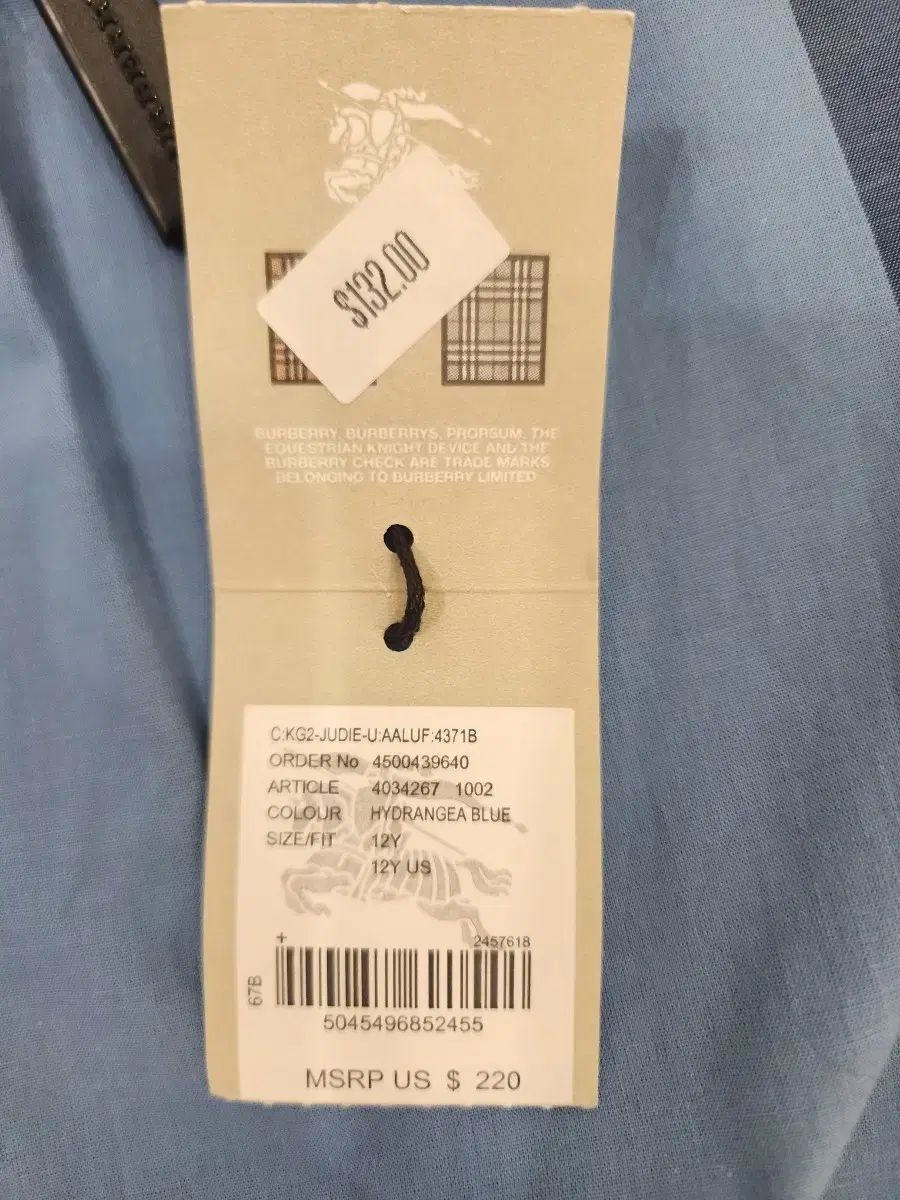 $132.00
BURBERRY, BURBERRYS, PRORSUM, THE
EQUESTRIAN KNIGHT DEVICE AND THE
BURBERRY CHECK ARE TRADE MARKS
BELONGING TO BURBERRY LIMITED
C:KG2-JUDIE-U:AALUF:4371B
ORDER No 4500439640
ARTICLE 4034267 1002
COLOUR HYDRANGEA BLUE
SIZE/FIT 12Y
12Y US
+ 2457618
67B
5045496852455
MSRP US $ 220